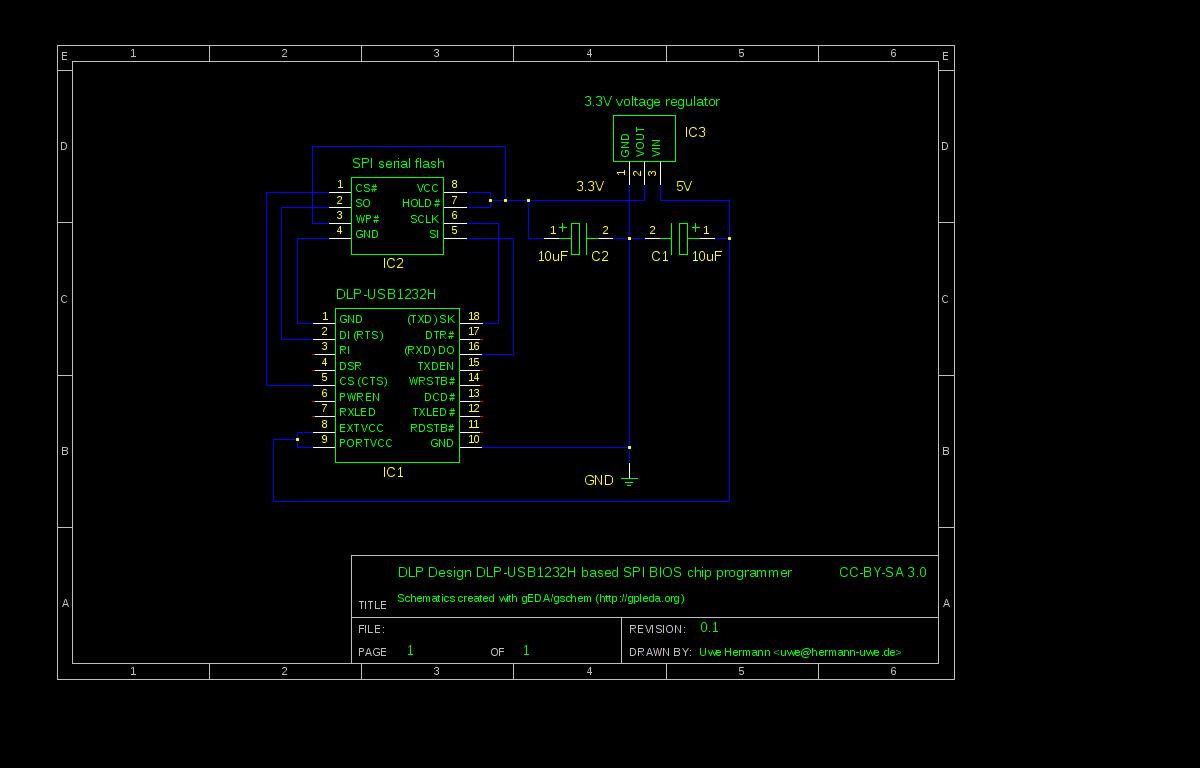 1 2 3 4 5 6
E E
3.3V voltage regulator
GND VOUT VIN
IC3
D D
1 2 3
3.3V 5V
SPI serial flash
1 CS# VCC 8
2 SO HOLD# 7
3 WP# SCLK 6
4 GND SI 5
IC2
1 + 2 2 + 1
10uF C2 C1 10uF
C C
DLP-USB1232H
1 GND (TXD) SK 18
2 DI (RTS) DTR# 17
3 RI (RXD) DO 16
4 DSR TXDEN 15
5 CS (CTS) WRSTB# 14
6 PWREN DCD# 13
7 RXLED TXLED# 12
8 EXTVCC RDSTB# 11
9 PORTVCC GND 10
IC1
B B
GND
DLP Design DLP-USB1232H based SPI BIOS chip programmer CC-BY-SA 3.0
TITLE Schematics created with gEDA/gschem (http://gpleda.org)
A A
FILE: REVISION: 0.1
PAGE 1 OF 1 DRAWN BY: Uwe Hermann <uwe@hermann-uwe.de>
1 2 3 4 5 6